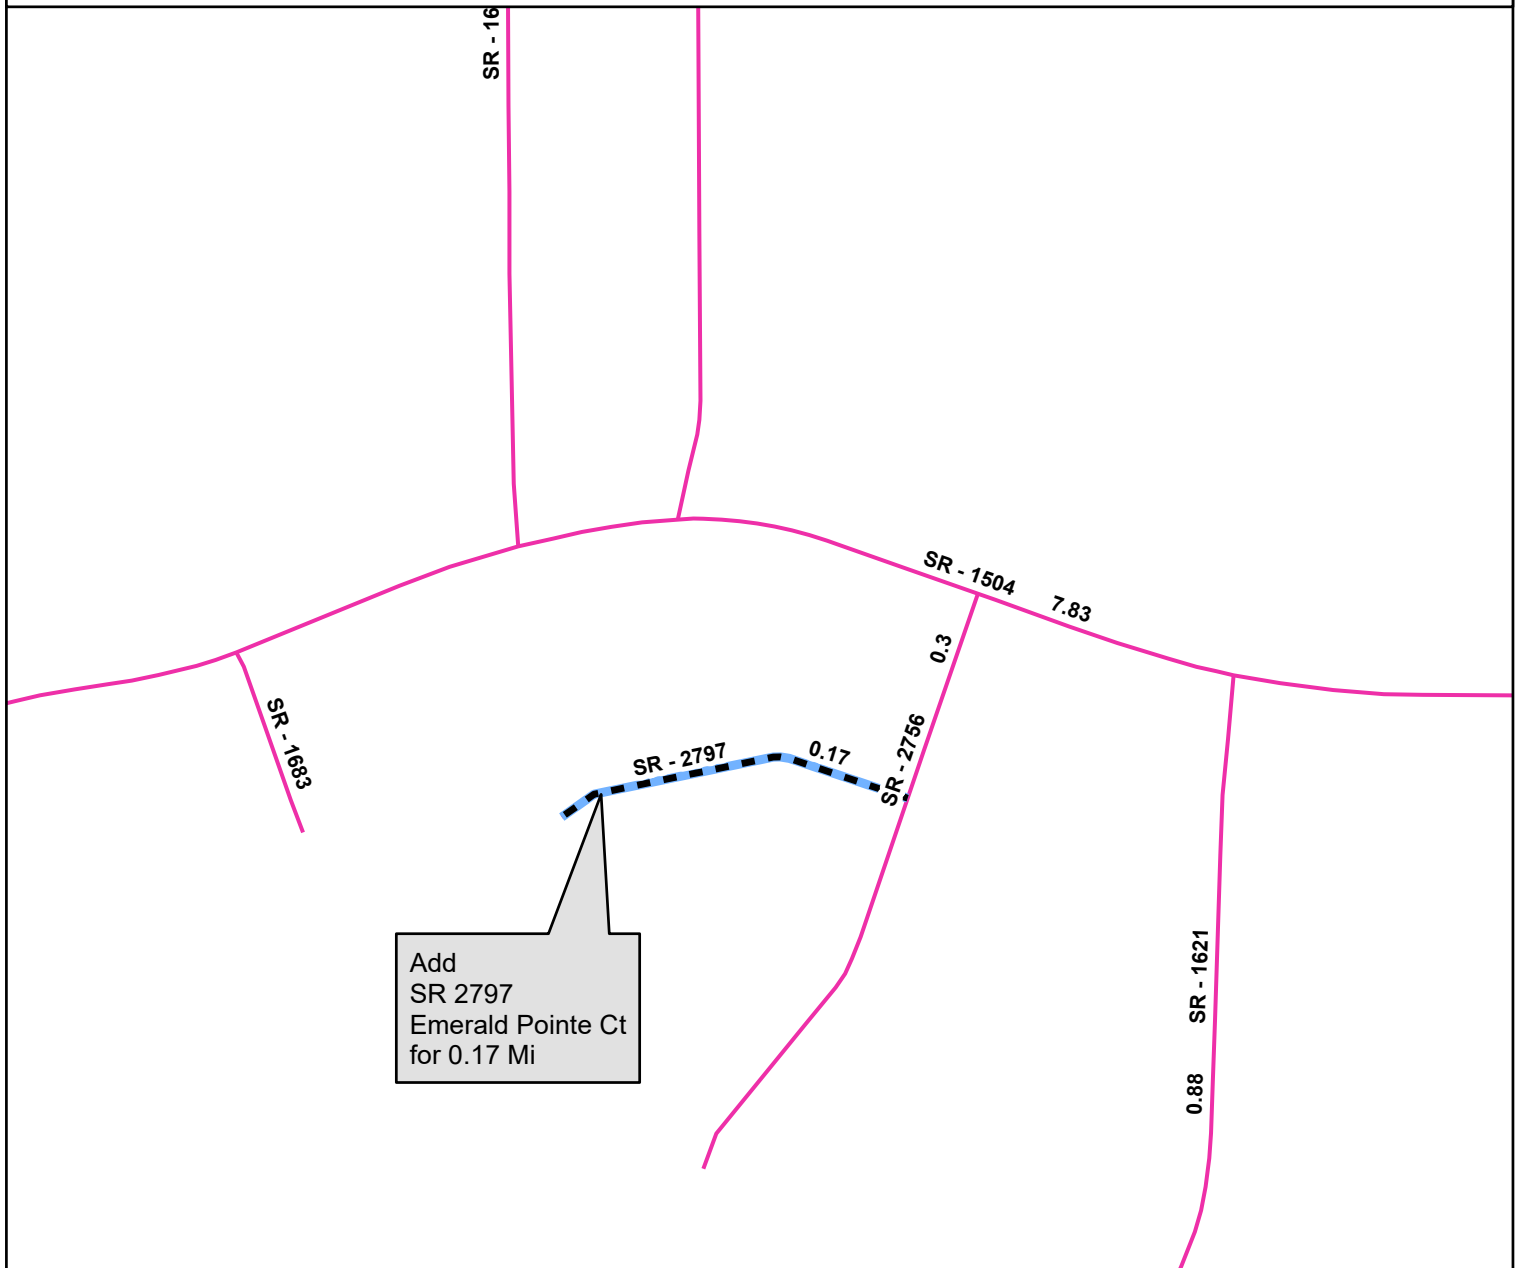 SR - 16
SR - 1504
7.83
0.3
SR - 2756
SR - 1683
SR - 2797
0.17
SR - 1621
0.88
Add
SR 2797
Emerald Pointe Ct
for 0.17 Mi